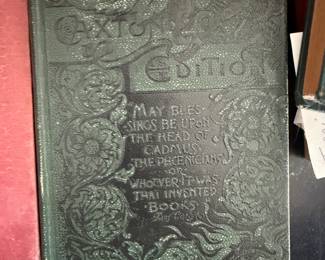 CAXTON
EDITION
MAY BLES-
SINGS BE UPON
THE HEAD OF
CADMUS
THE PHŒNICIANS
OR
WHOEVER IT WAS
THAT INVENTED
BOOKS